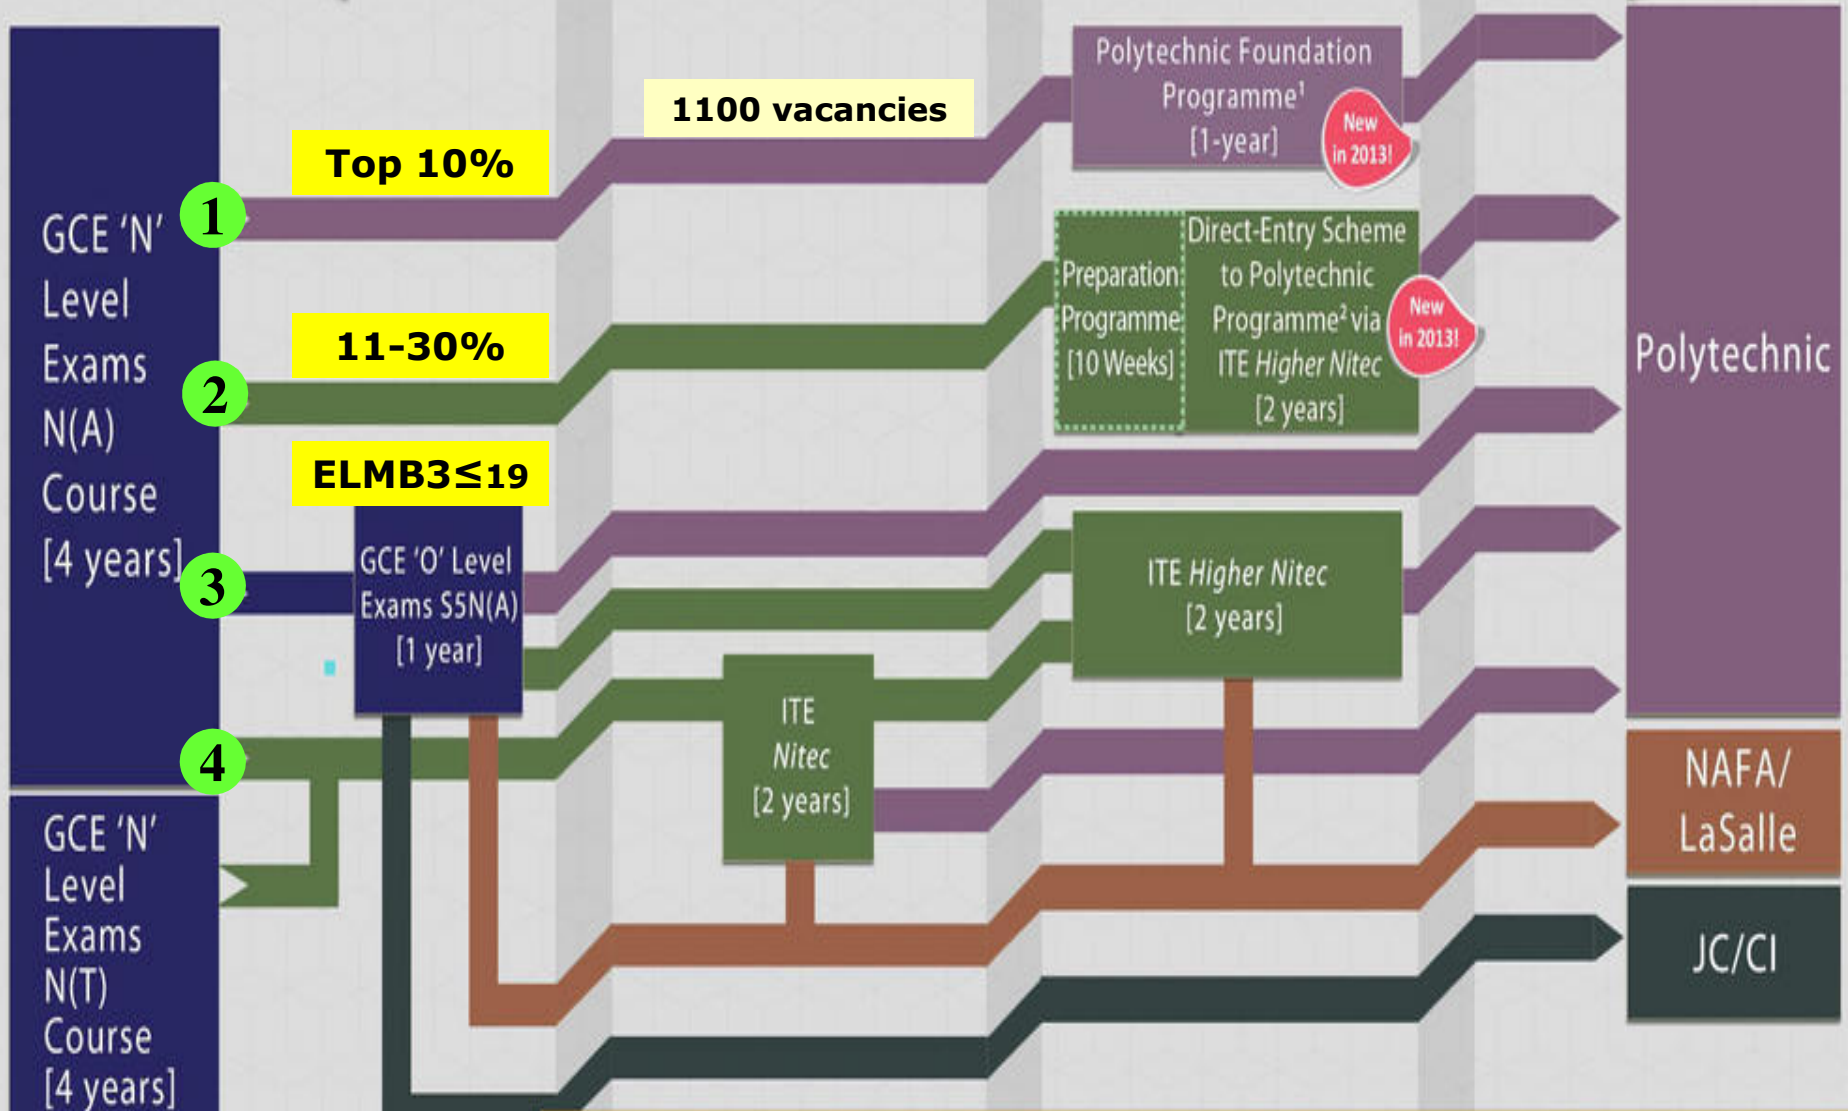 GCE ‘N’
Level
Exams
N(A)
Course
[4 years]
1
2
3
4
Top 10%
1100 vacancies
Polytechnic Foundation
Programme¹
[1-year]
New
in 2013!
11-30%
Preparation
Programme
[10 Weeks]
Direct-Entry Scheme
to Polytechnic
Programme² via
ITE Higher Nitec
[2 years]
New
in 2013!
ELMB3≤19
GCE ‘O’ Level
Exams S5N(A)
[1 year]
ITE Higher Nitec
[2 years]
ITE
Nitec
[2 years]
GCE ‘N’
Level
Exams
N(T)
Course
[4 years]
Polytechnic
NAFA/
LaSalle
JC/CI